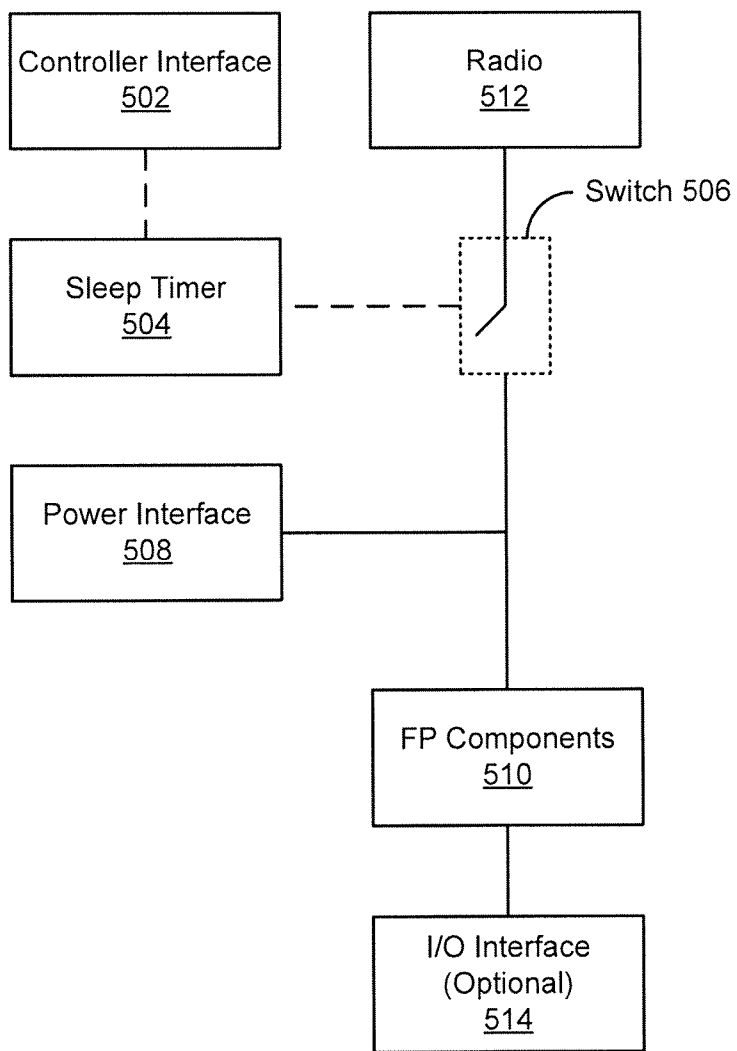 Controller Interface
502
Radio
512
Switch 506
Sleep Timer
504
Power Interface
508
FP Components
510
I/O Interface
(Optional)
514